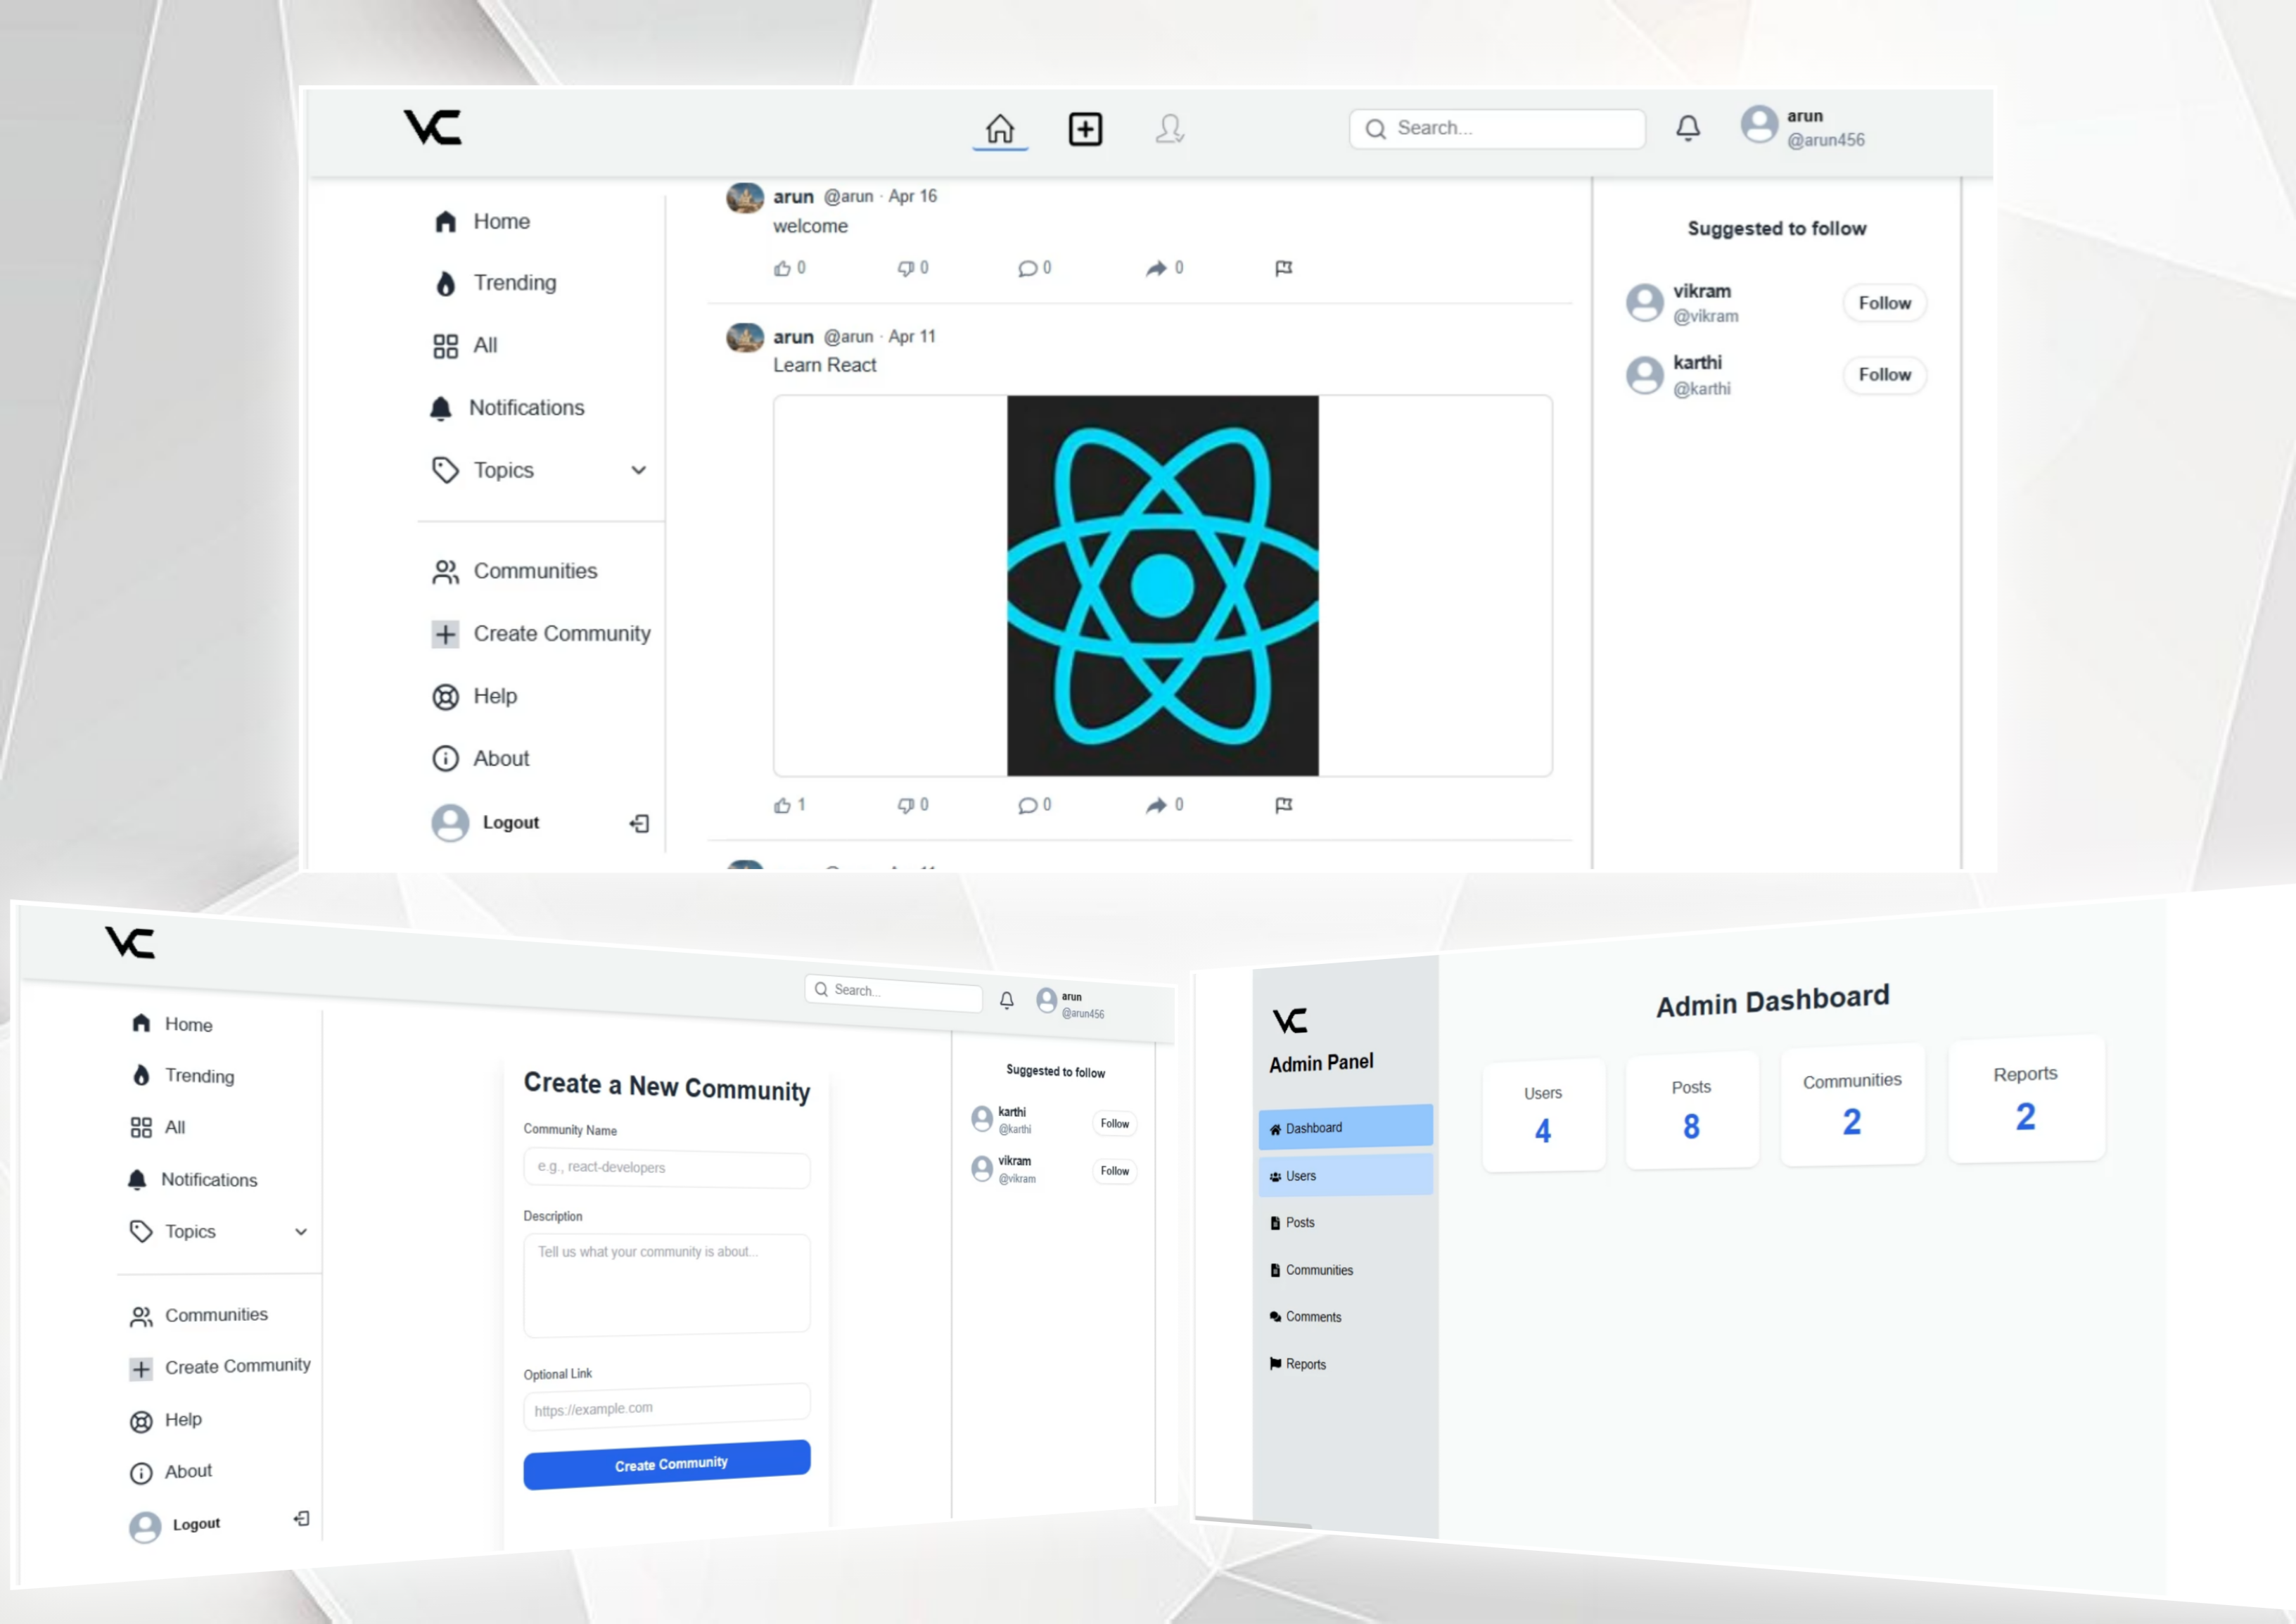 VC
Search...
arun
@arun456
Home
Trending
All
Notifications
Topics
Communities
Create Community
Help
About
Logout
arun @arun · Apr 16
welcome
0 0 0 0
arun @arun · Apr 11
Learn React
1 0 0 0
Suggested to follow
vikram
@vikram
Follow
karthi
@karthi
Follow
VC
Search...
arun
@arun456
Home
Trending
All
Notifications
Topics
Communities
Create Community
Help
About
Logout
Create a New Community
Community Name
e.g., react-developers
Description
Tell us what your community is about...
Optional Link
https://example.com
Create Community
Suggested to follow
karthi
@karthi
Follow
vikram
@vikram
Follow
VC
Admin Panel
Dashboard
Users
Posts
Communities
Comments
Reports
Admin Dashboard
Users
4
Posts
8
Communities
2
Reports
2